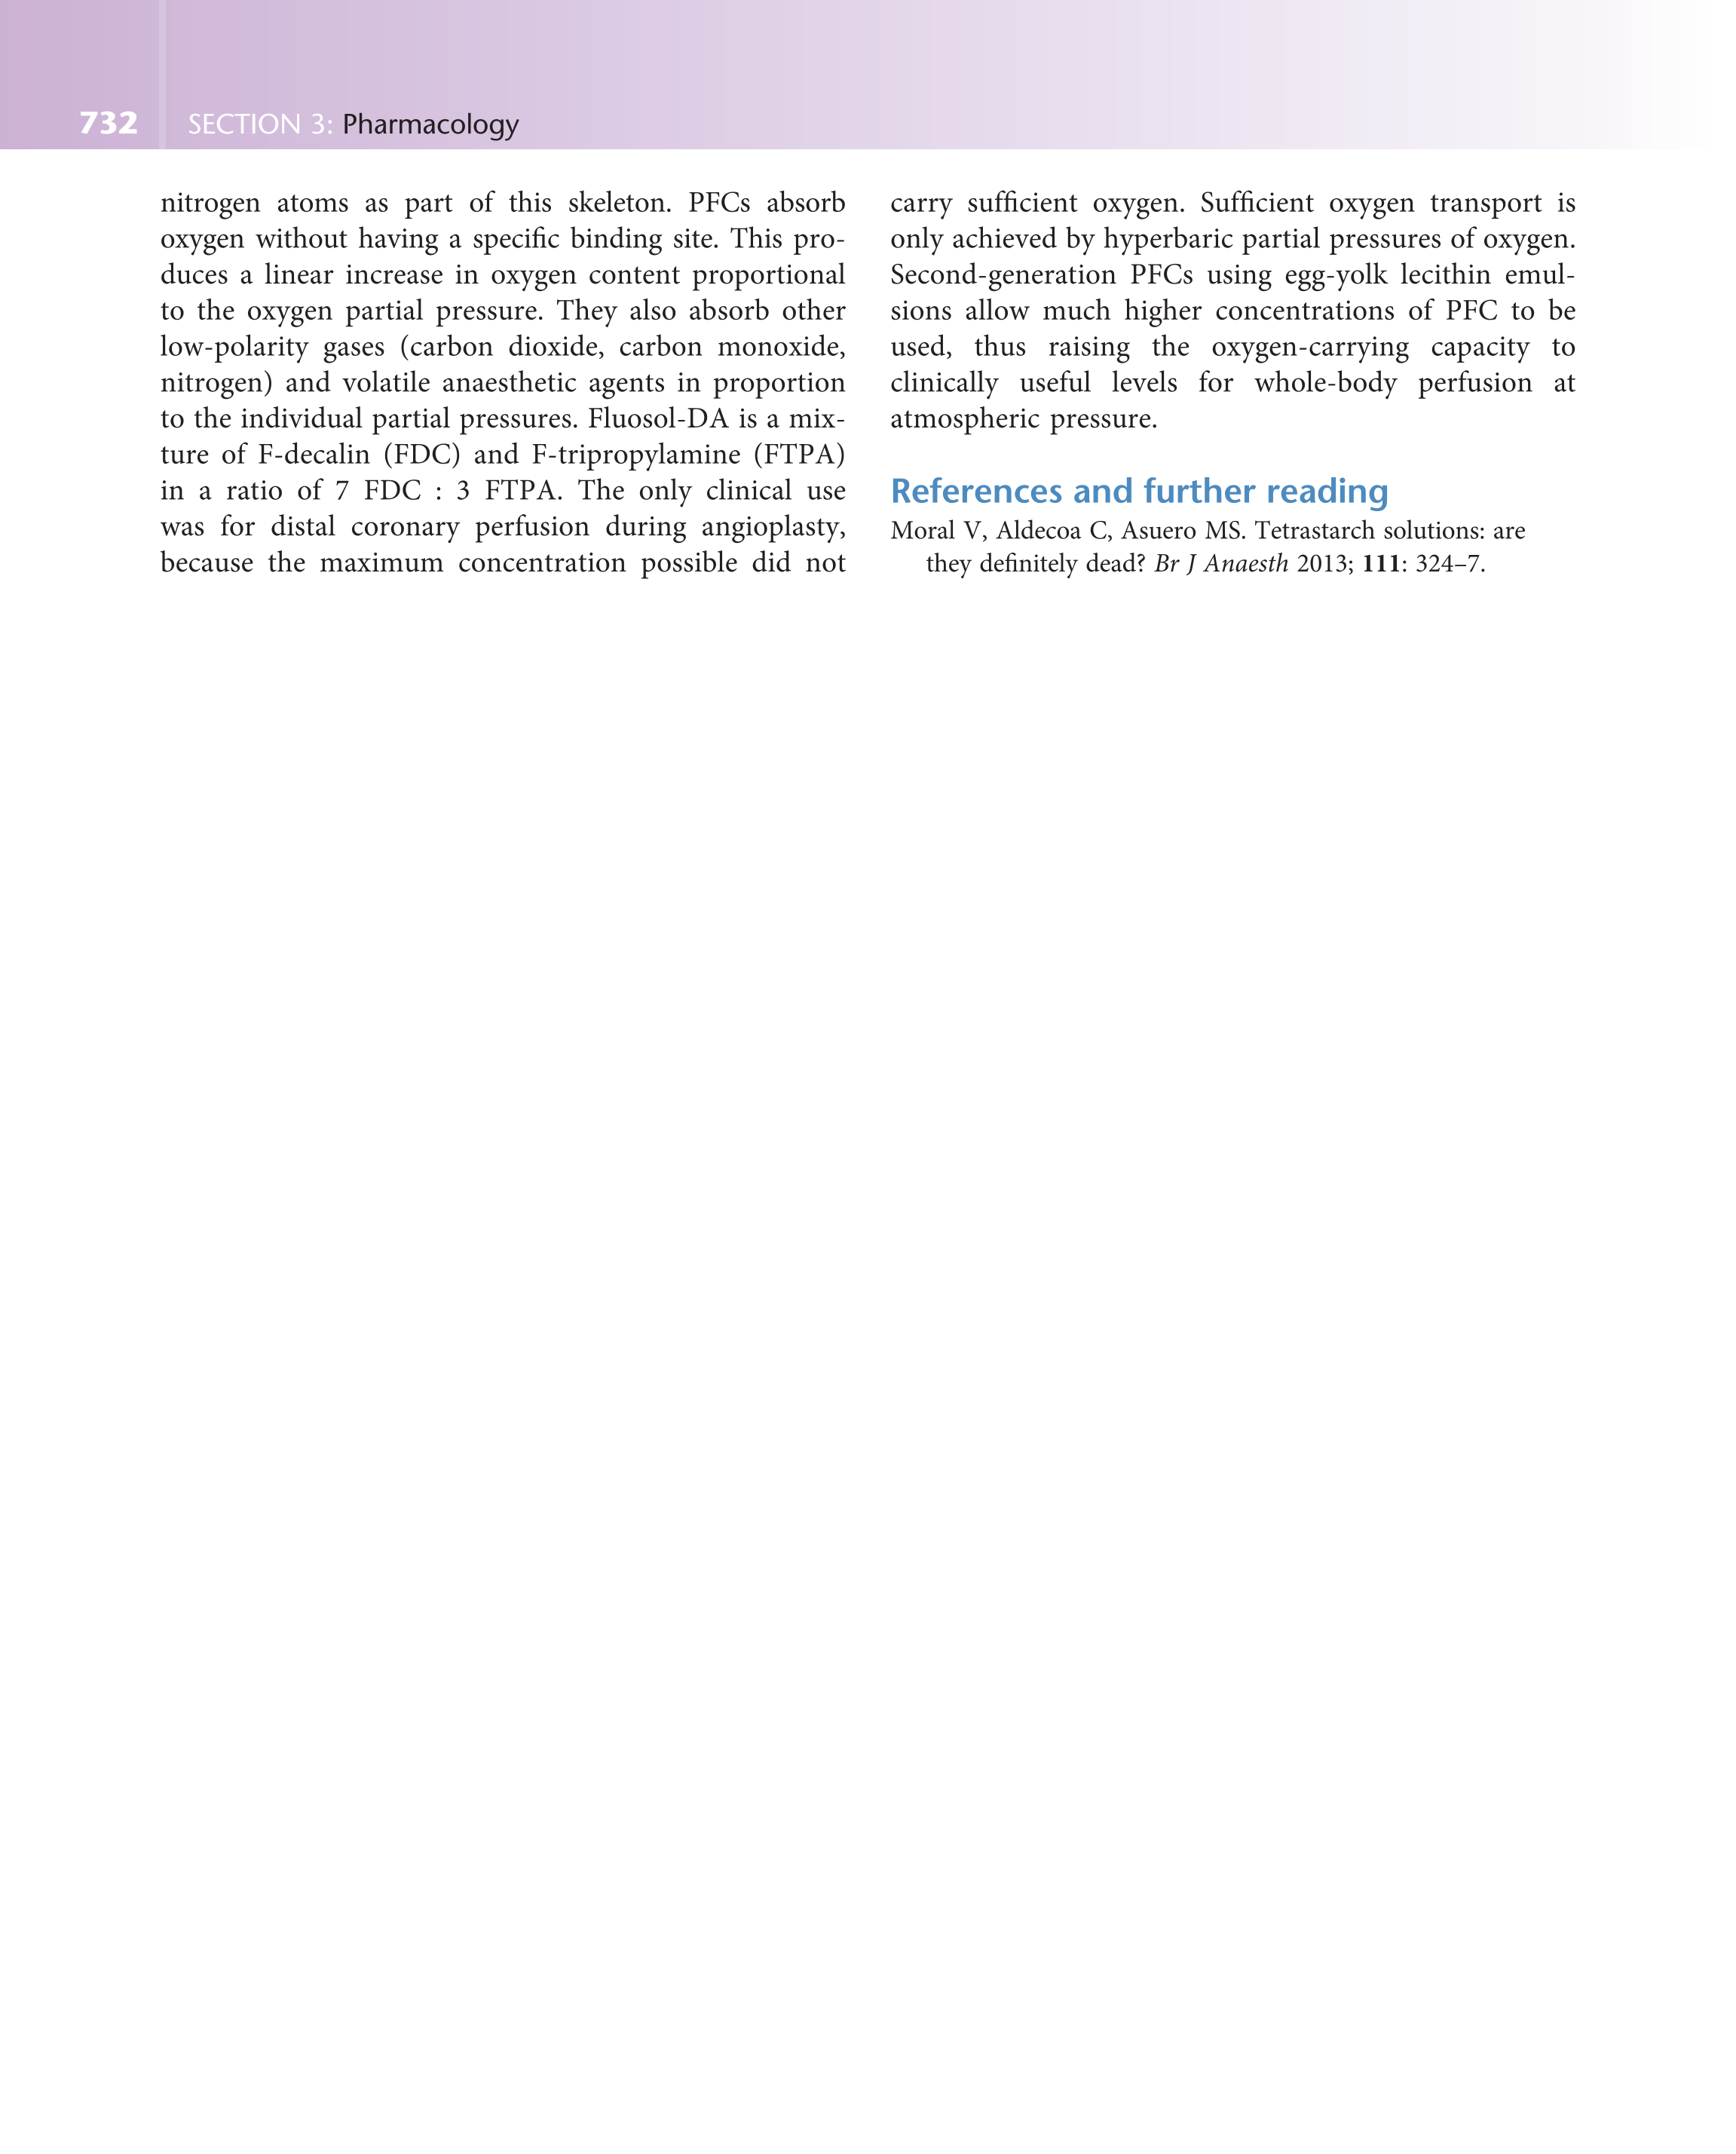 732 SECTION 3: Pharmacology
nitrogen atoms as part of this skeleton. PFCs absorb
oxygen without having a specific binding site. This pro-
duces a linear increase in oxygen content proportional
to the oxygen partial pressure. They also absorb other
low-polarity gases (carbon dioxide, carbon monoxide,
nitrogen) and volatile anaesthetic agents in proportion
to the individual partial pressures. Fluosol-DA is a mix-
ture of F-decalin (FDC) and F-tripropylamine (FTPA)
in a ratio of 7 FDC : 3 FTPA. The only clinical use
was for distal coronary perfusion during angioplasty,
because the maximum concentration possible did not
carry sufficient oxygen. Sufficient oxygen transport is
only achieved by hyperbaric partial pressures of oxygen.
Second-generation PFCs using egg-yolk lecithin emul-
sions allow much higher concentrations of PFC to be
used, thus raising the oxygen-carrying capacity to
clinically useful levels for whole-body perfusion at
atmospheric pressure.
References and further reading
Moral V, Aldecoa C, Asuero MS. Tetrastarch solutions: are
they definitely dead? Br J Anaesth 2013; 111: 324–7.